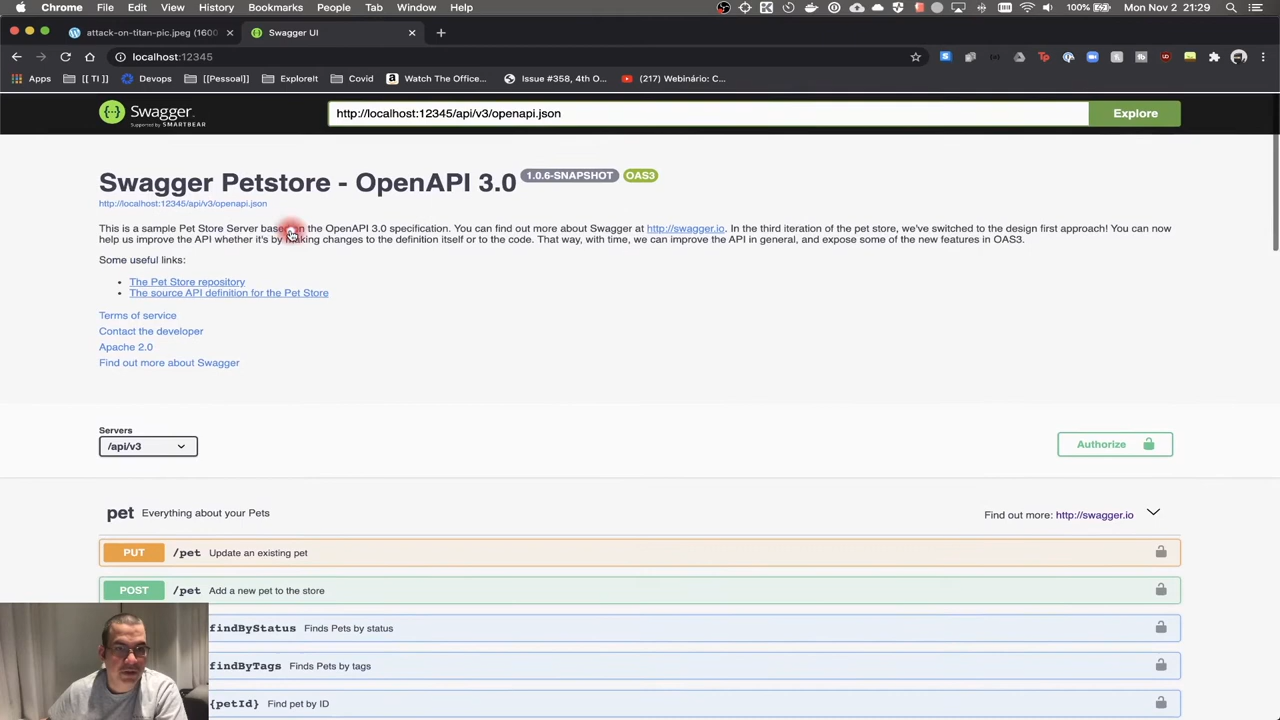 Chrome File Edit View History Bookmarks People Tab Window Help 100% Mon Nov 2 21:29
attack-on-titan-pic.jpeg (160 Swagger UI
localhost:12345
Apps [[ TI ]] Devops [[Pessoal]] ExploreIt Covid Watch The Office... Issue #358, 4th O... (217) Webinário: C...
Swagger http://localhost:12345/api/v3/openapi.json Explore
Supported by SMARTBEAR
Swagger Petstore - OpenAPI 3.0 1.0.6-SNAPSHOT OAS3
http://localhost:12345/api/v3/openapi.json
This is a sample Pet Store Server based on the OpenAPI 3.0 specification. You can find out more about Swagger at http://swagger.io. In the third iteration of the pet store, we've switched to the design first approach! You can now
help us improve the API whether it's by making changes to the definition itself or to the code. That way, with time, we can improve the API in general, and expose some of the new features in OAS3.
Some useful links:
• The Pet Store repository
• The source API definition for the Pet Store
Terms of service
Contact the developer
Apache 2.0
Find out more about Swagger
Servers
/api/v3 Authorize
pet Everything about your Pets Find out more: http://swagger.io
PUT /pet Update an existing pet
POST /pet Add a new pet to the store
findByStatus Finds Pets by status
findByTags Finds Pets by tags
{petId} Find pet by ID